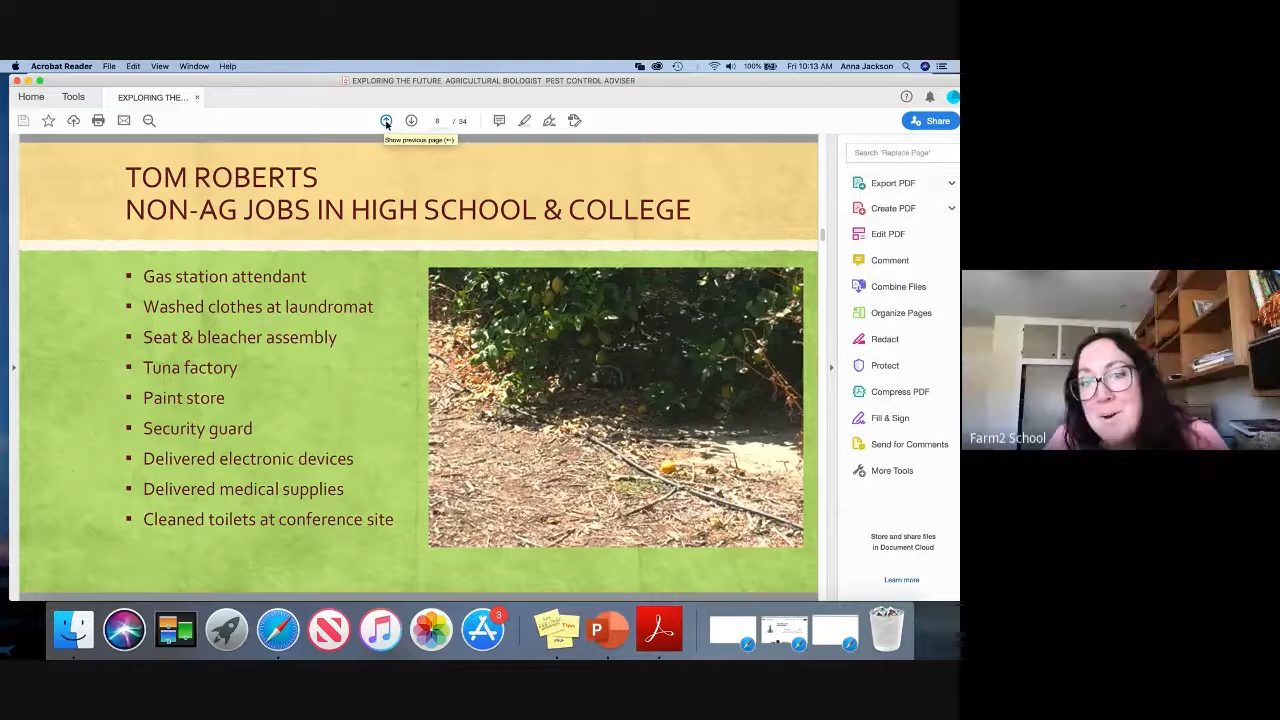 Acrobat Reader File Edit View Window Help 100% Fri 10:13 AM Anna Jackson
EXPLORING THE FUTURE AGRICULTURAL BIOLOGIST PEST CONTROL ADVISER
Home Tools EXPLORING THE... ×
8 / 34 Share
Show previous page (←)
TOM ROBERTS
NON-AG JOBS IN HIGH SCHOOL & COLLEGE
▪ Gas station attendant
▪ Washed clothes at laundromat
▪ Seat & bleacher assembly
▪ Tuna factory
▪ Paint store
▪ Security guard
▪ Delivered electronic devices
▪ Delivered medical supplies
▪ Cleaned toilets at conference site
Search 'Replace Page'
Export PDF
Create PDF
Edit PDF
Comment
Combine Files
Organize Pages
Redact
Protect
Compress PDF
Fill & Sign
Send for Comments
More Tools
Store and share files
in Document Cloud
Learn more
Farm2 School
3